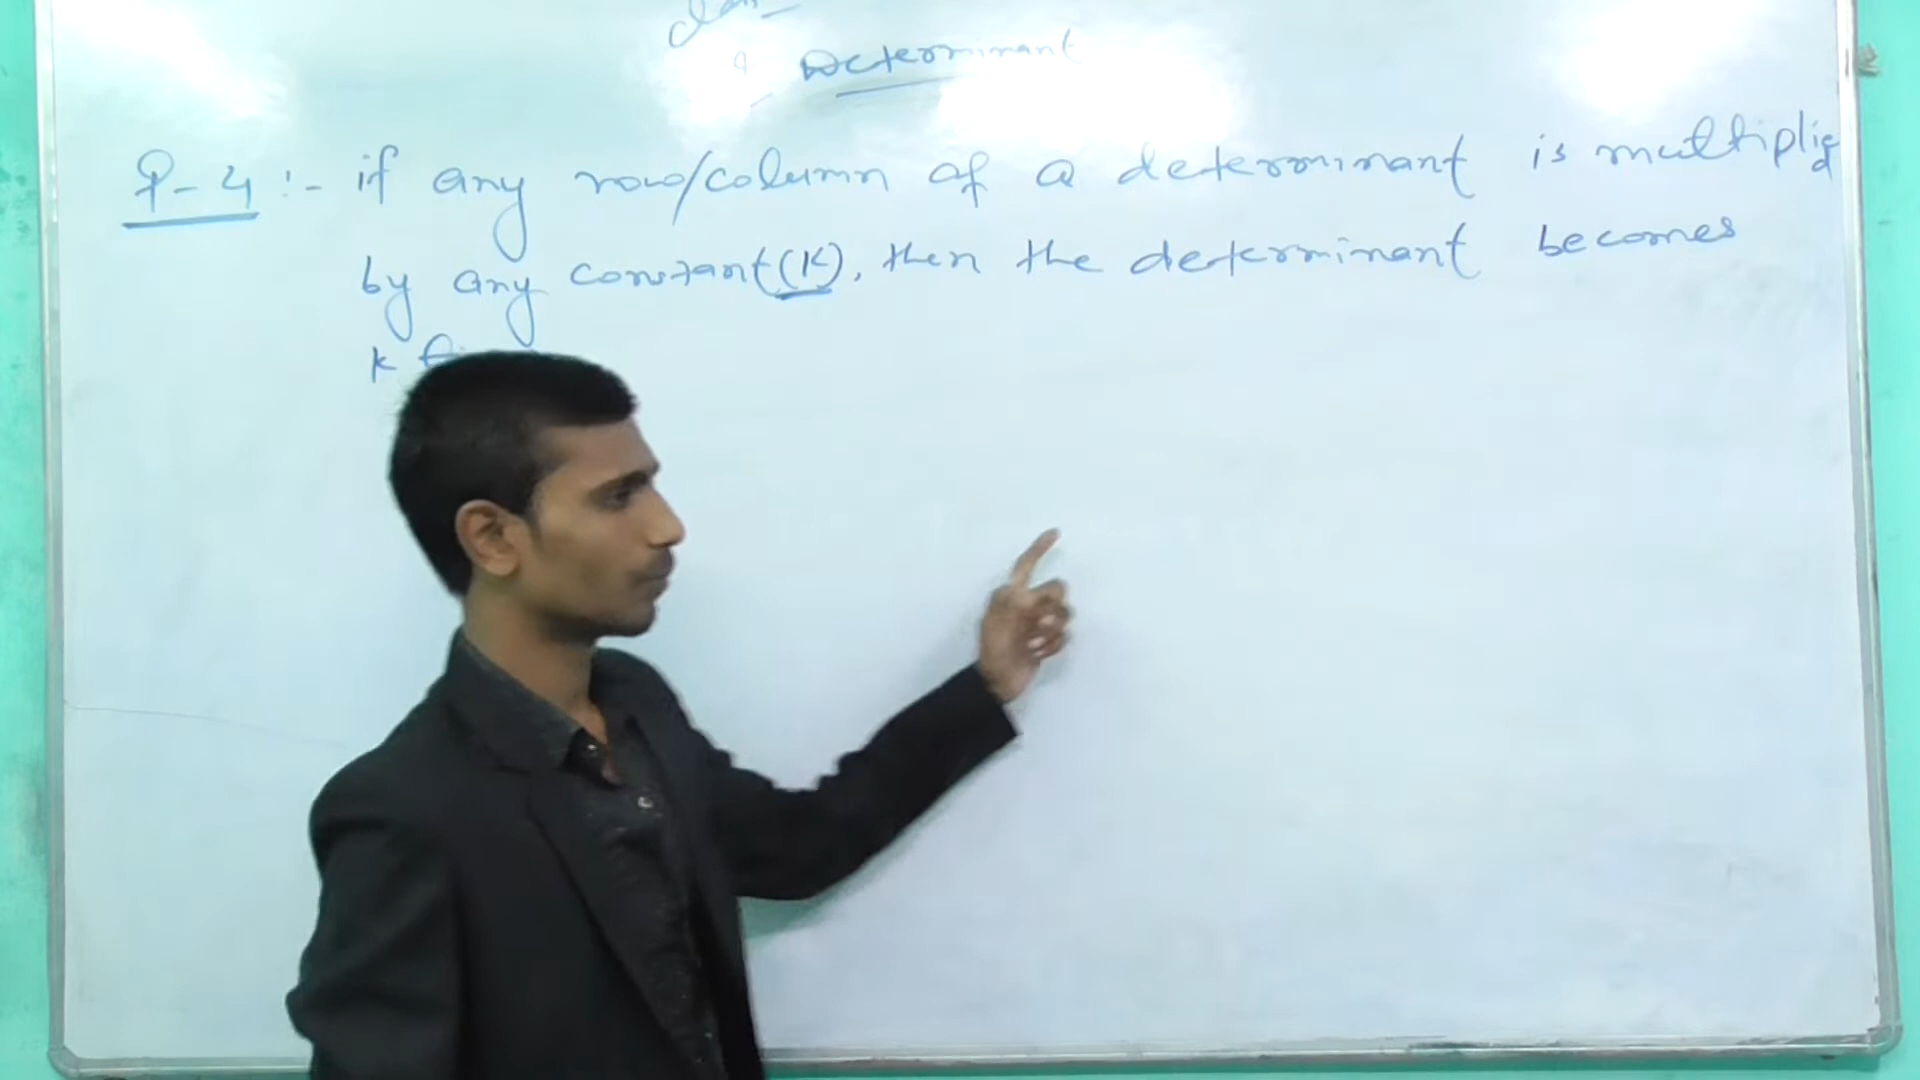 Determinant
P-4 :- if any row/column of a determinant is multiplied
by any constant (K), then the determinant becomes
k